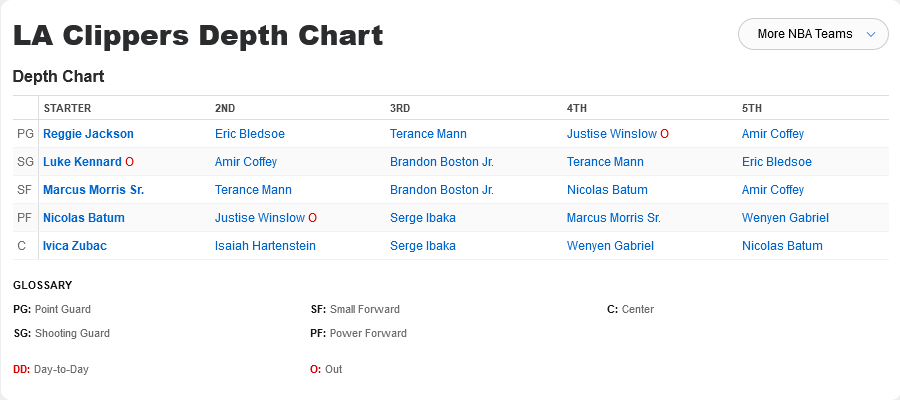 LA Clippers Depth Chart
More NBA Teams
Depth Chart
STARTER 2ND 3RD 4TH 5TH
PG Reggie Jackson Eric Bledsoe Terance Mann Justise Winslow O Amir Coffey
SG Luke Kennard O Amir Coffey Brandon Boston Jr. Terance Mann Eric Bledsoe
SF Marcus Morris Sr. Terance Mann Brandon Boston Jr. Nicolas Batum Amir Coffey
PF Nicolas Batum Justise Winslow O Serge Ibaka Marcus Morris Sr. Wenyen Gabriel
C Ivica Zubac Isaiah Hartenstein Serge Ibaka Wenyen Gabriel Nicolas Batum
GLOSSARY
PG: Point Guard SF: Small Forward C: Center
SG: Shooting Guard PF: Power Forward
DD: Day-to-Day O: Out